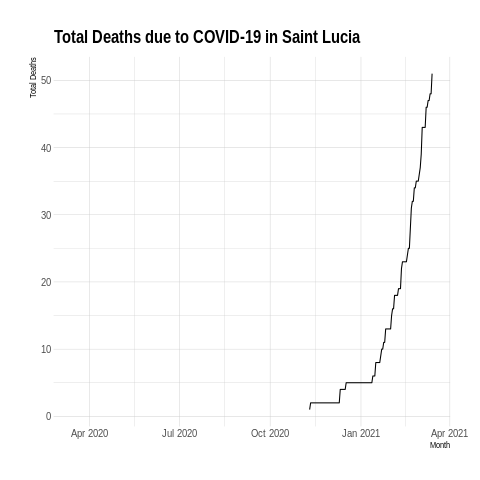 Total Deaths due to COVID-19 in Saint Lucia
Total Deaths
50
40
30
20
10
0
Apr 2020 Jul 2020 Oct 2020 Jan 2021 Apr 2021
Month